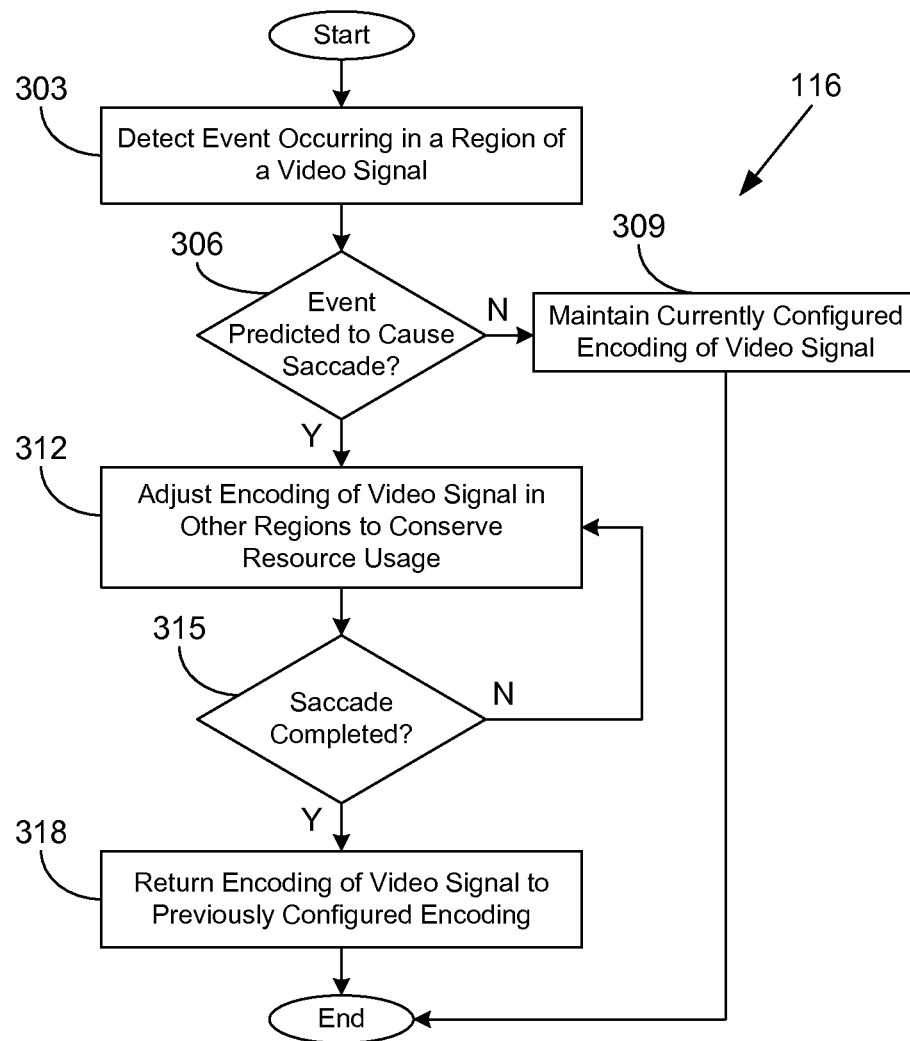 Start
303
116
Detect Event Occurring in a Region of
a Video Signal
306
309
Event
Predicted to Cause
Saccade?
N
Maintain Currently Configured
Encoding of Video Signal
Y
312
Adjust Encoding of Video Signal in
Other Regions to Conserve
Resource Usage
315
N
Saccade
Completed?
Y
318
Return Encoding of Video Signal to
Previously Configured Encoding
End